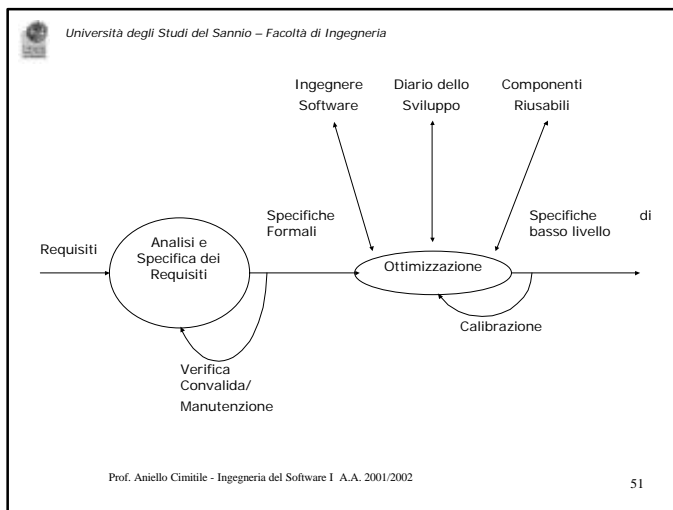 Università degli Studi del Sannio – Facoltà di Ingegneria
Ingegnere
Software
Diario dello
Sviluppo
Componenti
Riusabili
Requisiti
Analisi e
Specifica dei
Requisiti
Specifiche
Formali
Ottimizzazione
Specifiche di
basso livello
Calibrazione
Verifica
Convalida/
Manutenzione
Prof. Aniello Cimitile - Ingegneria del Software I A.A. 2001/2002
51